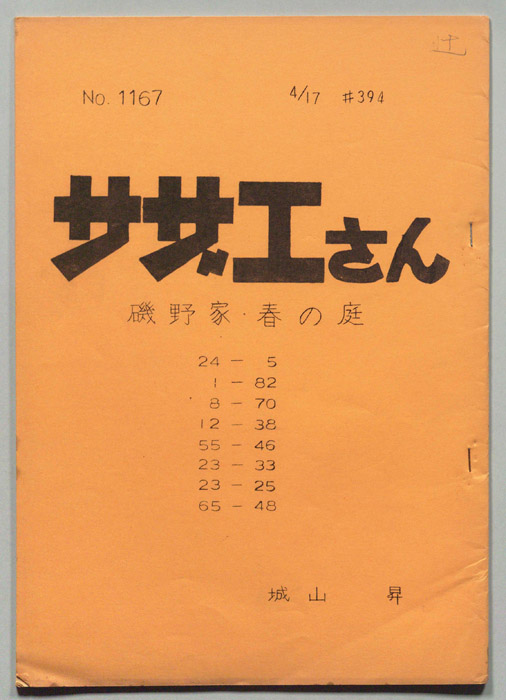 辻
No. 1167 4/17 #394
サザエさん
磯野家・春の庭
24 - 5
1 - 82
8 - 70
12 - 38
55 - 46
23 - 33
23 - 25
65 - 48
城山 昇